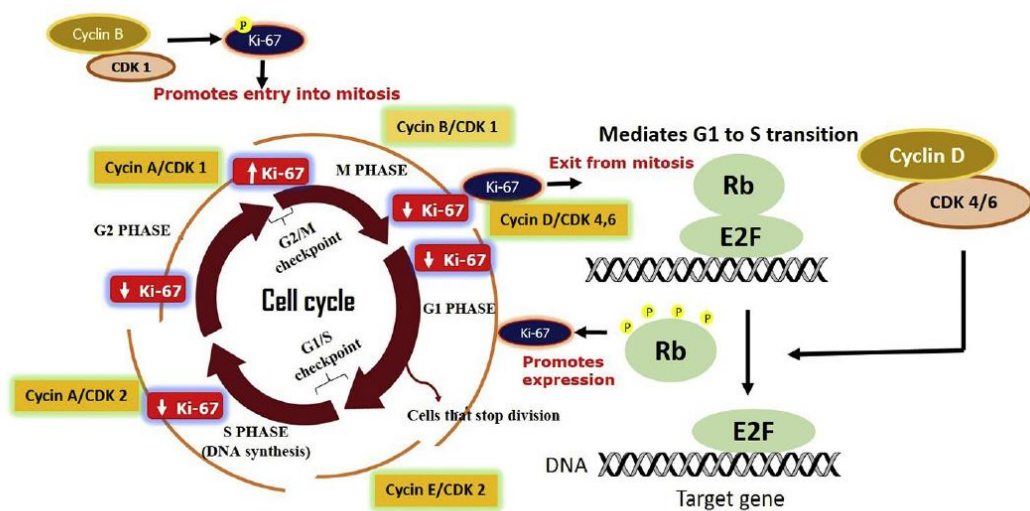 Cyclin B
CDK 1
P
Ki-67
Promotes entry into mitosis
Cycin B/CDK 1
Cycin A/CDK 1
↑ Ki-67
M PHASE
↓ Ki-67
Ki-67
Exit from mitosis
Cycin D/CDK 4,6
Mediates G1 to S transition
Rb
E2F
Cyclin D
CDK 4/6
G2 PHASE
G2/M
checkpoint
↓ Ki-67
↓ Ki-67
Cell cycle
G1 PHASE
G1/S
checkpoint
Ki-67
Promotes
expression
P
P
P
P
Rb
Cycin A/CDK 2
↓ Ki-67
S PHASE
(DNA synthesis)
Cells that stop division
Cycin E/CDK 2
E2F
DNA
Target gene